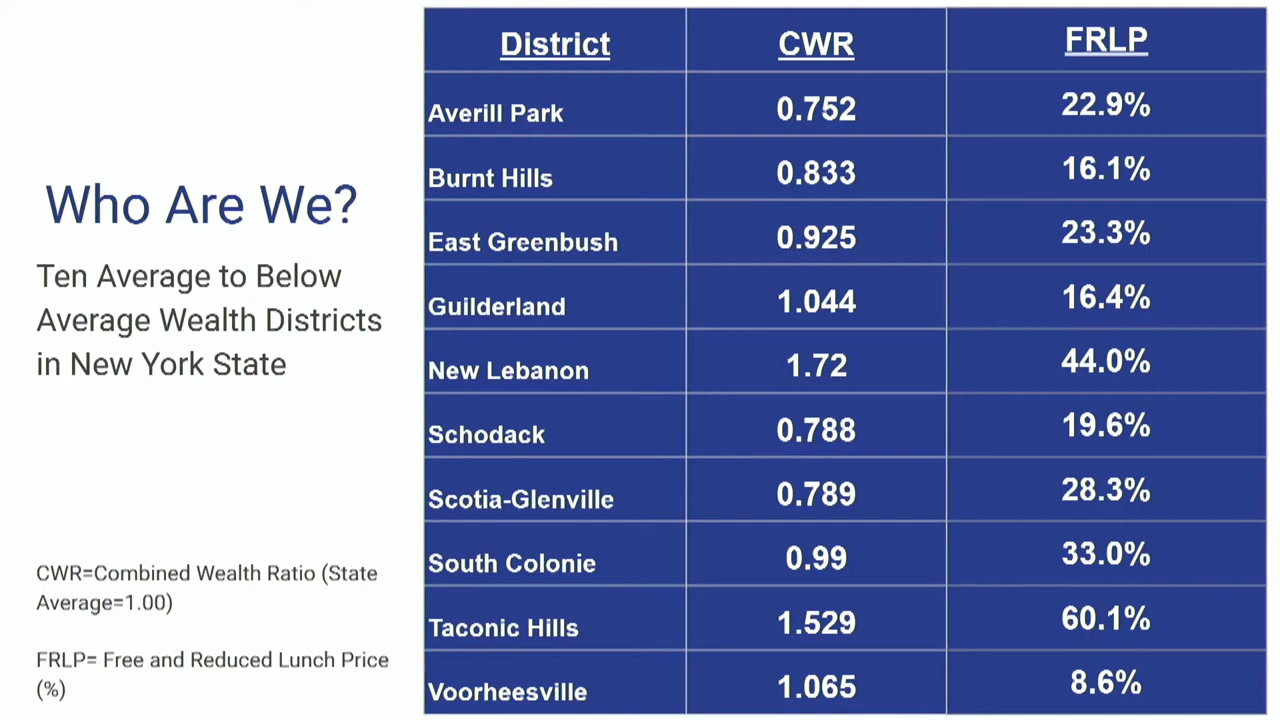 Who Are We?
Ten Average to Below
Average Wealth Districts
in New York State
CWR=Combined Wealth Ratio (State
Average=1.00)
FRLP= Free and Reduced Lunch Price
(%)
District CWR FRLP
Averill Park 0.752 22.9%
Burnt Hills 0.833 16.1%
East Greenbush 0.925 23.3%
Guilderland 1.044 16.4%
New Lebanon 1.72 44.0%
Schodack 0.788 19.6%
Scotia-Glenville 0.789 28.3%
South Colonie 0.99 33.0%
Taconic Hills 1.529 60.1%
Voorheesville 1.065 8.6%